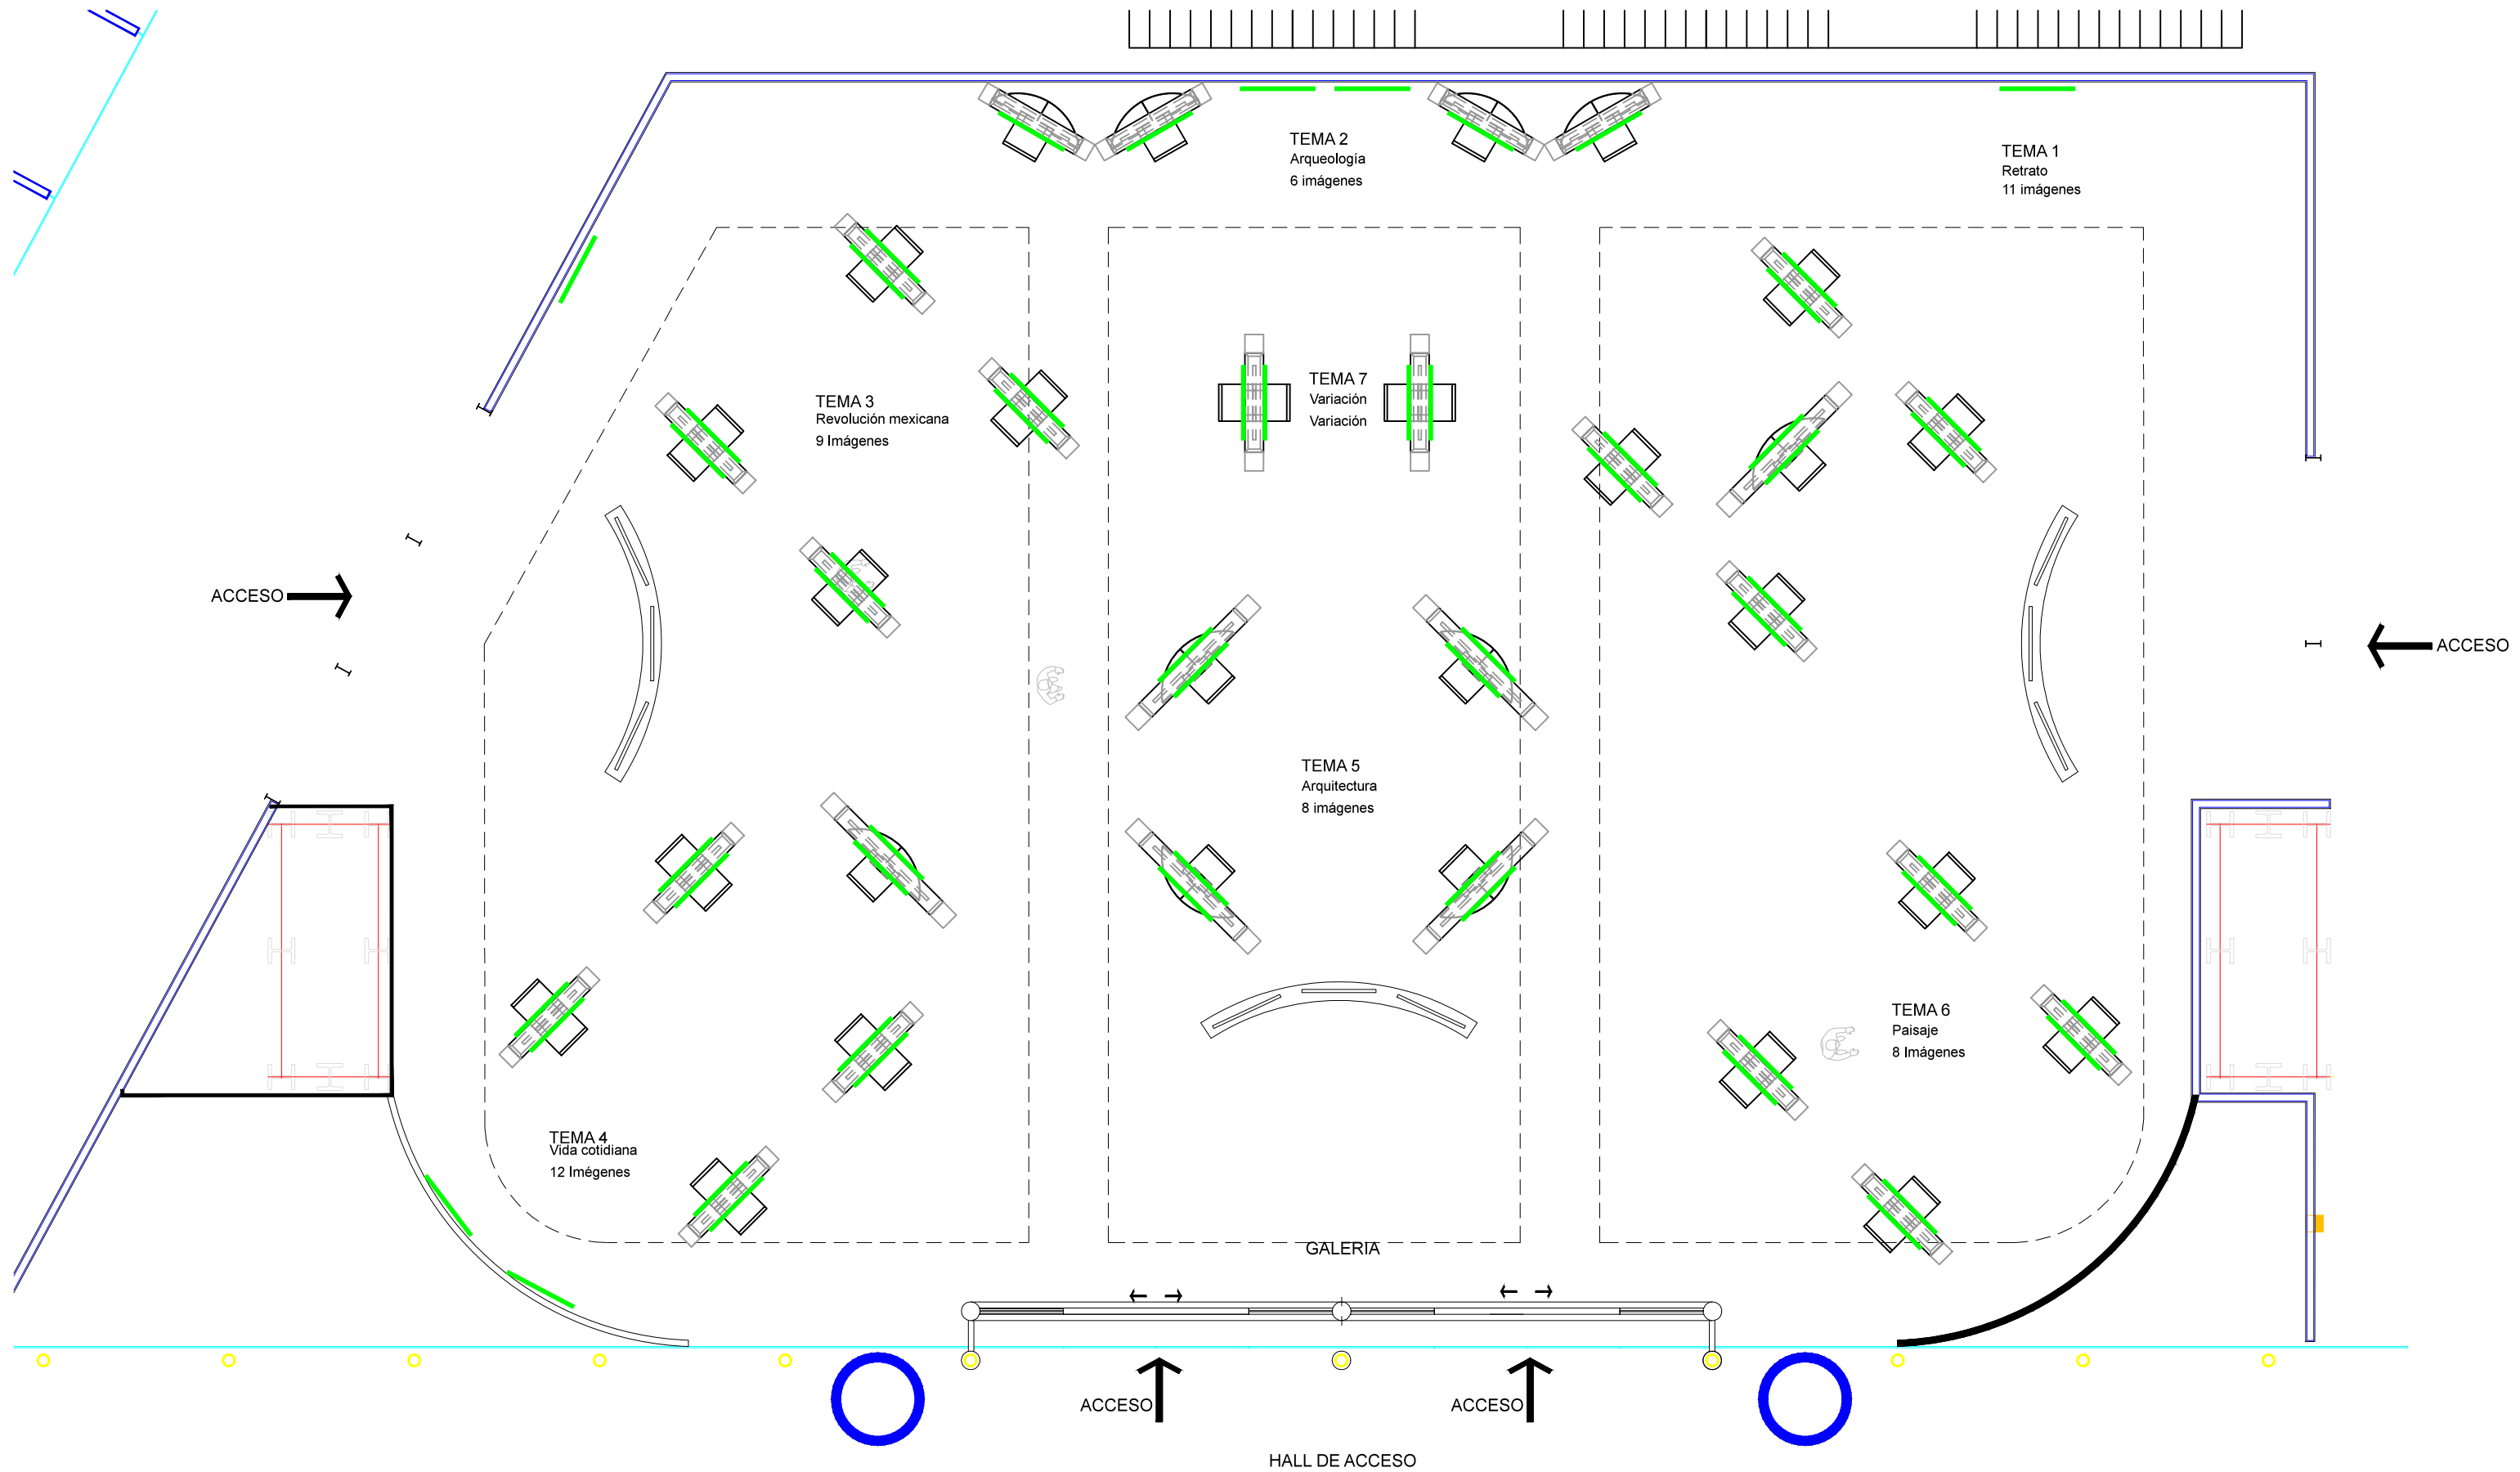 TEMA 2
Arqueología
6 imágenes
TEMA 1
Retrato
11 imágenes
TEMA 3
Revolución mexicana
9 Imágenes
TEMA 7
Variación
Variación
ACCESO
ACCESO
TEMA 5
Arquitectura
8 imágenes
TEMA 6
Paisaje
8 Imágenes
TEMA 4
Vida cotidiana
12 Imégenes
GALERIA
ACCESO
ACCESO
HALL DE ACCESO